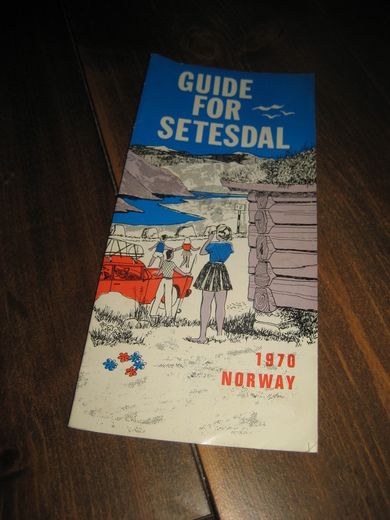 GUIDE
FOR
SETESDAL
1970
NORWAY